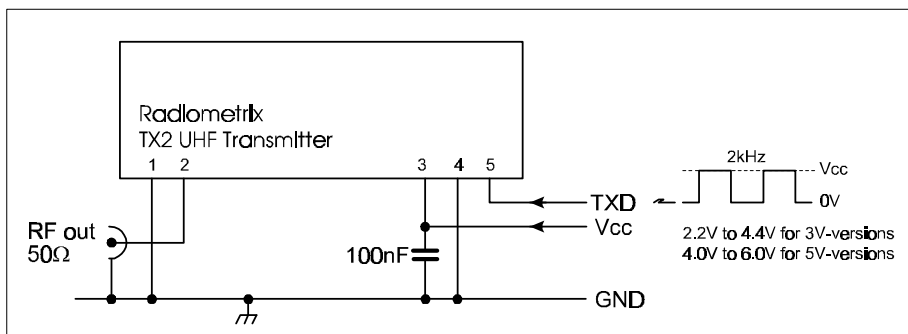 Radiometrix
TX2 UHF Transmitter
1 2 3 4 5
2kHz
Vcc
0V
TXD
Vcc
2.2V to 4.4V for 3V-versions
4.0V to 6.0V for 5V-versions
RF out
50Ω
100nF
GND